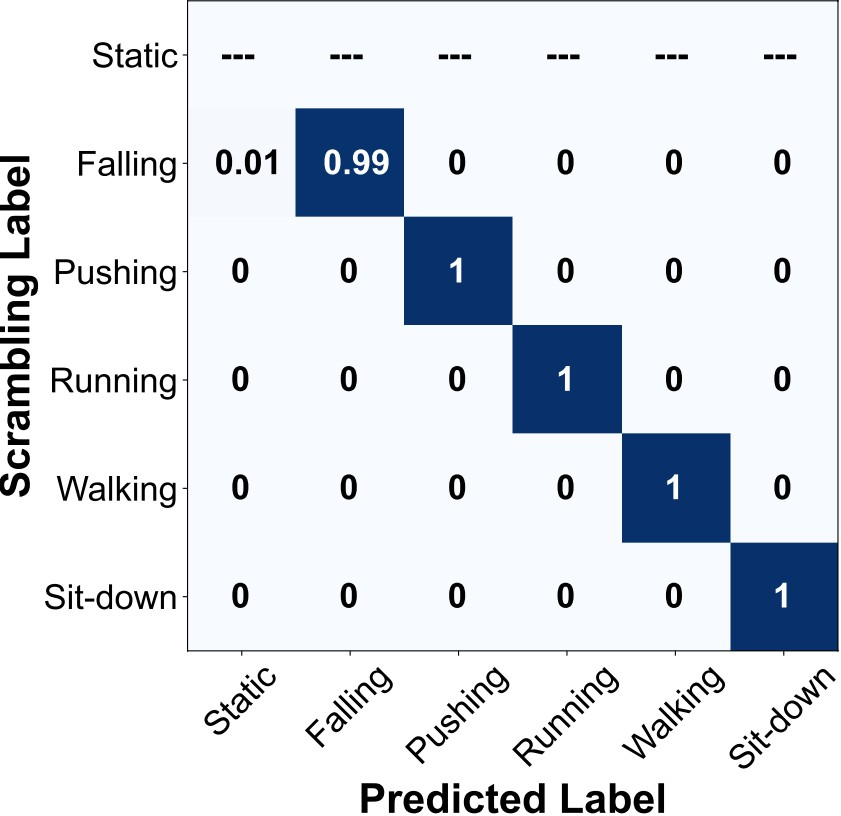 Scrambling Label
Static --- --- --- --- --- ---
Falling 0.01 0.99 0 0 0 0
Pushing 0 0 1 0 0 0
Running 0 0 0 1 0 0
Walking 0 0 0 0 1 0
Sit-down 0 0 0 0 0 1
Static Falling Pushing Running Walking Sit-down
Predicted Label